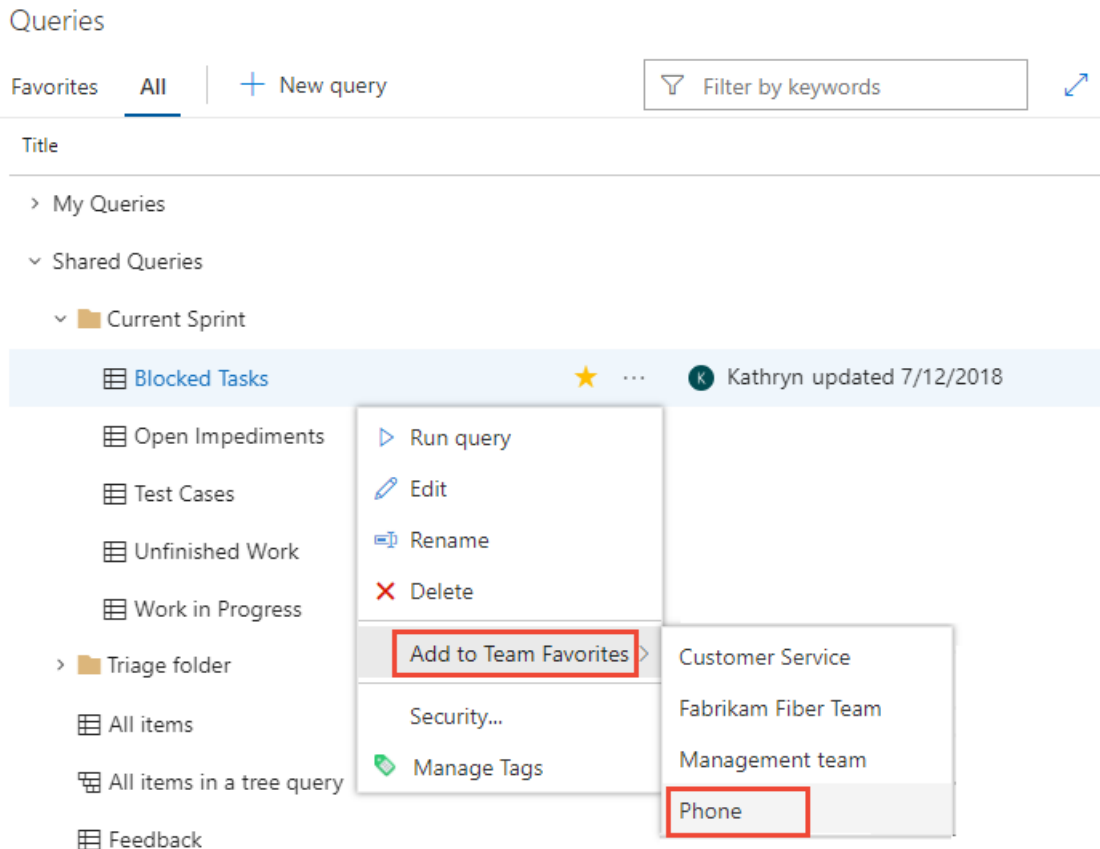 Queries
Favorites All New query Filter by keywords
Title
My Queries
Shared Queries
Current Sprint
Blocked Tasks K Kathryn updated 7/12/2018
Open Impediments
Test Cases
Unfinished Work
Work in Progress
Triage folder
All items
All items in a tree query
Feedback
Run query
Edit
Rename
Delete
Add to Team Favorites
Security...
Manage Tags
Customer Service
Fabrikam Fiber Team
Management team
Phone